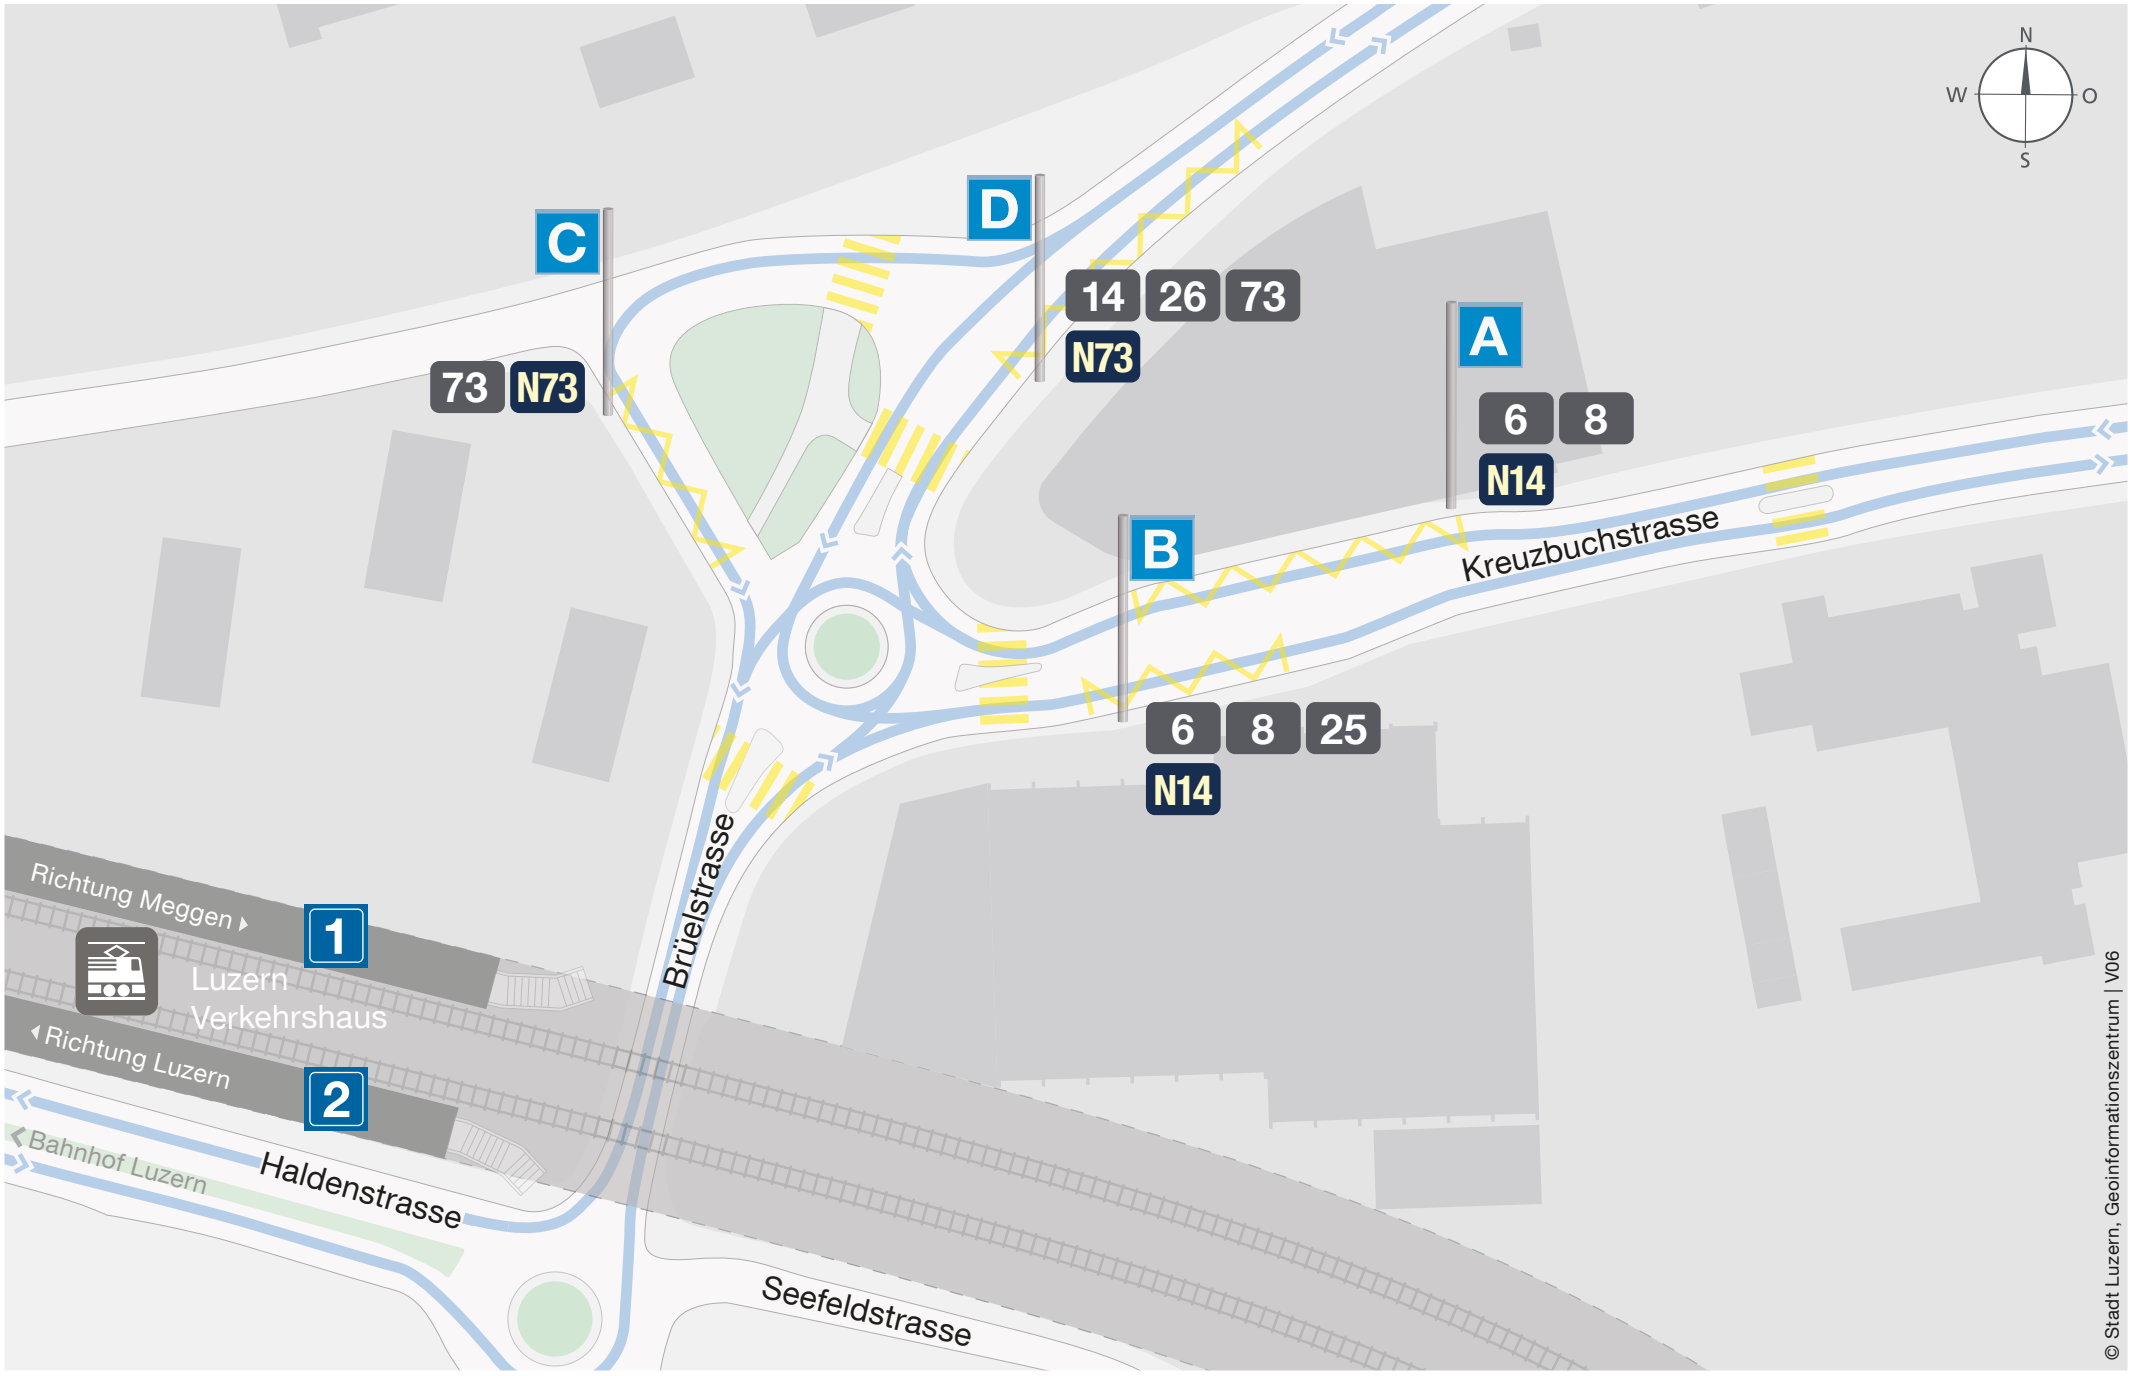 N
W O
S
D
C
14 26 73
N73
A
73 N73
6 8
N14
B
Kreuzbuchstrasse
6 8 25
N14
Brüelstrasse
Richtung Meggen
1
Luzern
Verkehrshaus
Richtung Luzern
2
Bahnhof Luzern
Haldenstrasse
Seefeldstrasse
© Stadt Luzern, Geoinformationszentrum | V06